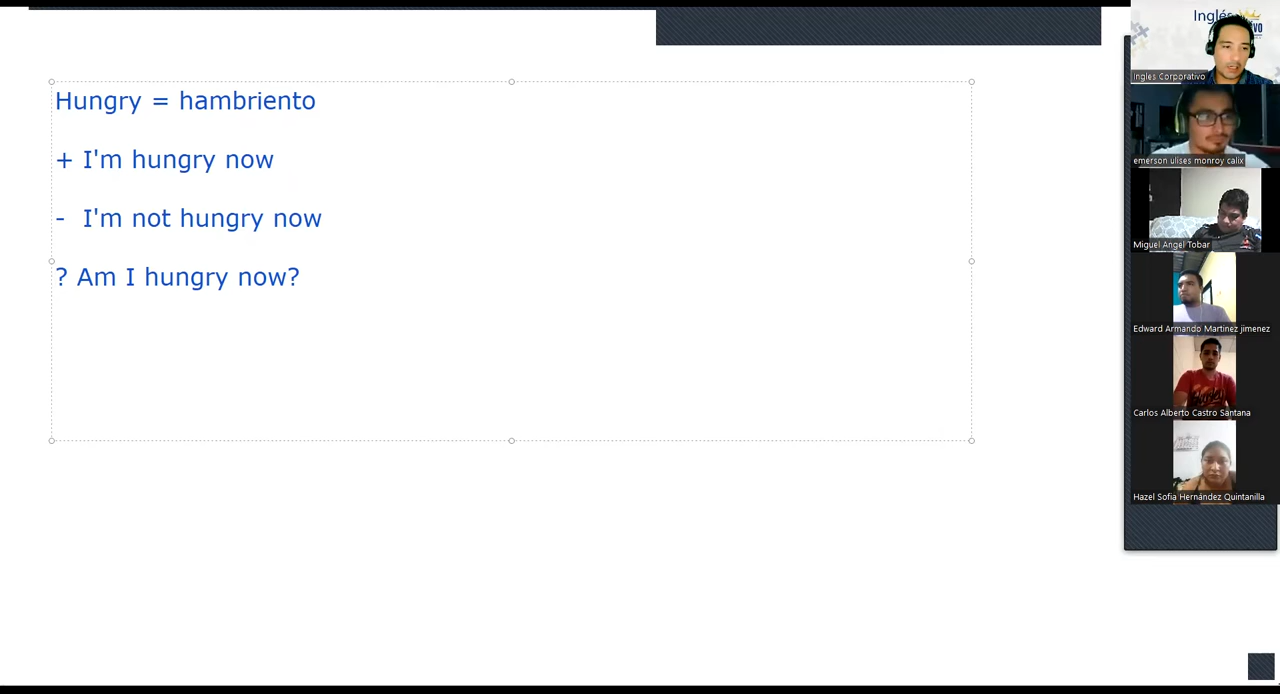 Hungry = hambriento
+ I'm hungry now
- I'm not hungry now
? Am I hungry now?
Inglés
Ingles Corporativo
emerson ulises monroy calix
Miguel Angel Tobar
Edward Armando Martinez jimenez
Carlos Alberto Castro Santana
Hazel Sofia Hernández Quintanilla